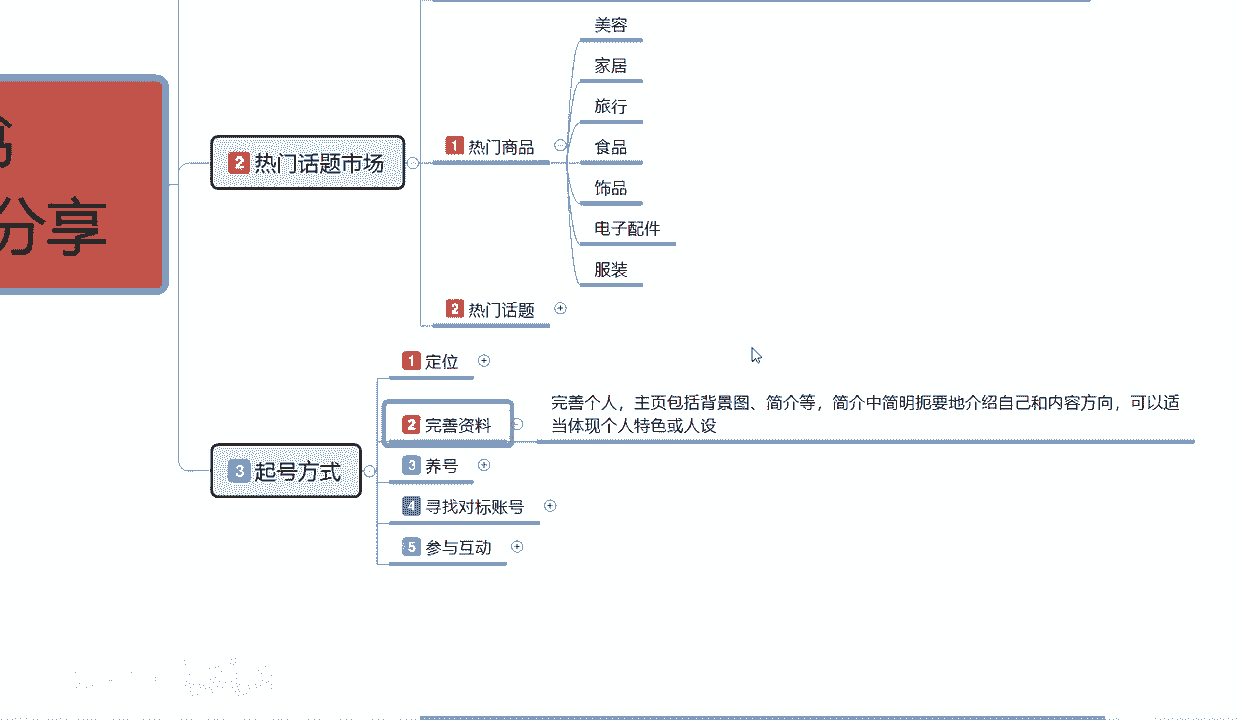 分享
2 热门话题市场
1 热门商品
美容
家居
旅行
食品
饰品
电子配件
服装
2 热门话题
3 起号方式
1 定位
2 完善资料
完善个人，主页包括背景图、简介等，简介中简明扼要地介绍自己和内容方向，可以适
当体现个人特色或人设
3 养号
4 寻找对标账号
5 参与互动